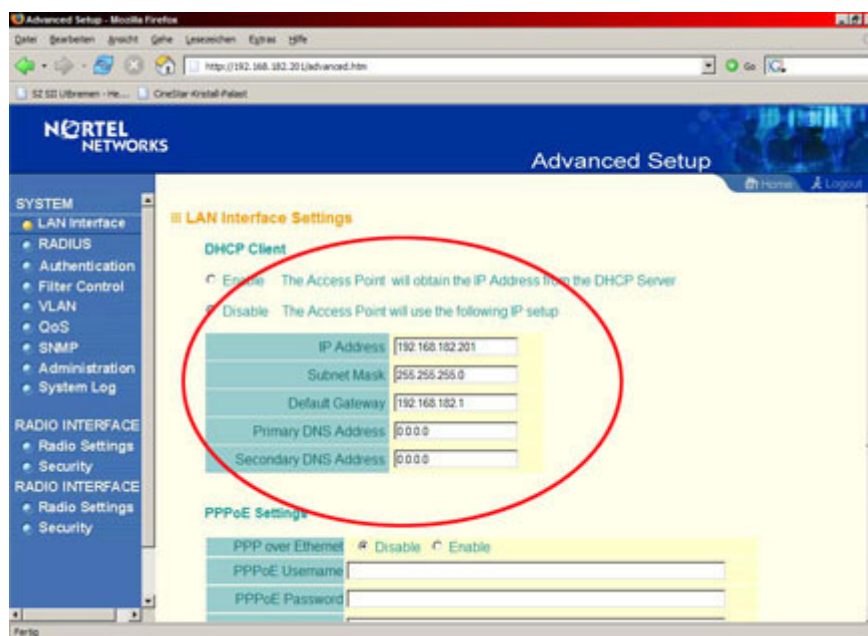 Advanced Setup - Mozilla Firefox
Datei Bearbeiten Ansicht Gehe Lesezeichen Extras Hilfe
http://192.168.182.201/advanced.htm
Go
G.
SZ SII Utbremen - He...
CineStar-Kristall-Palast
NORTEL
NETWORKS
Advanced Setup
Home
Logout
SYSTEM
LAN Interface
RADIUS
Authentication
Filter Control
VLAN
QoS
SNMP
Administration
System Log
RADIO INTERFACE
Radio Settings
Security
RADIO INTERFACE
Radio Settings
Security
LAN Interface Settings
DHCP Client
Enable The Access Point will obtain the IP Address from the DHCP Server
Disable The Access Point will use the following IP setup
IP Address 192.168.182.201
Subnet Mask 255.255.255.0
Default Gateway 192.168.182.1
Primary DNS Address 0.0.0.0
Secondary DNS Address 0.0.0.0
PPPoE Settings
PPP over Ethernet Disable Enable
PPPoE Username
PPPoE Password
Fertig